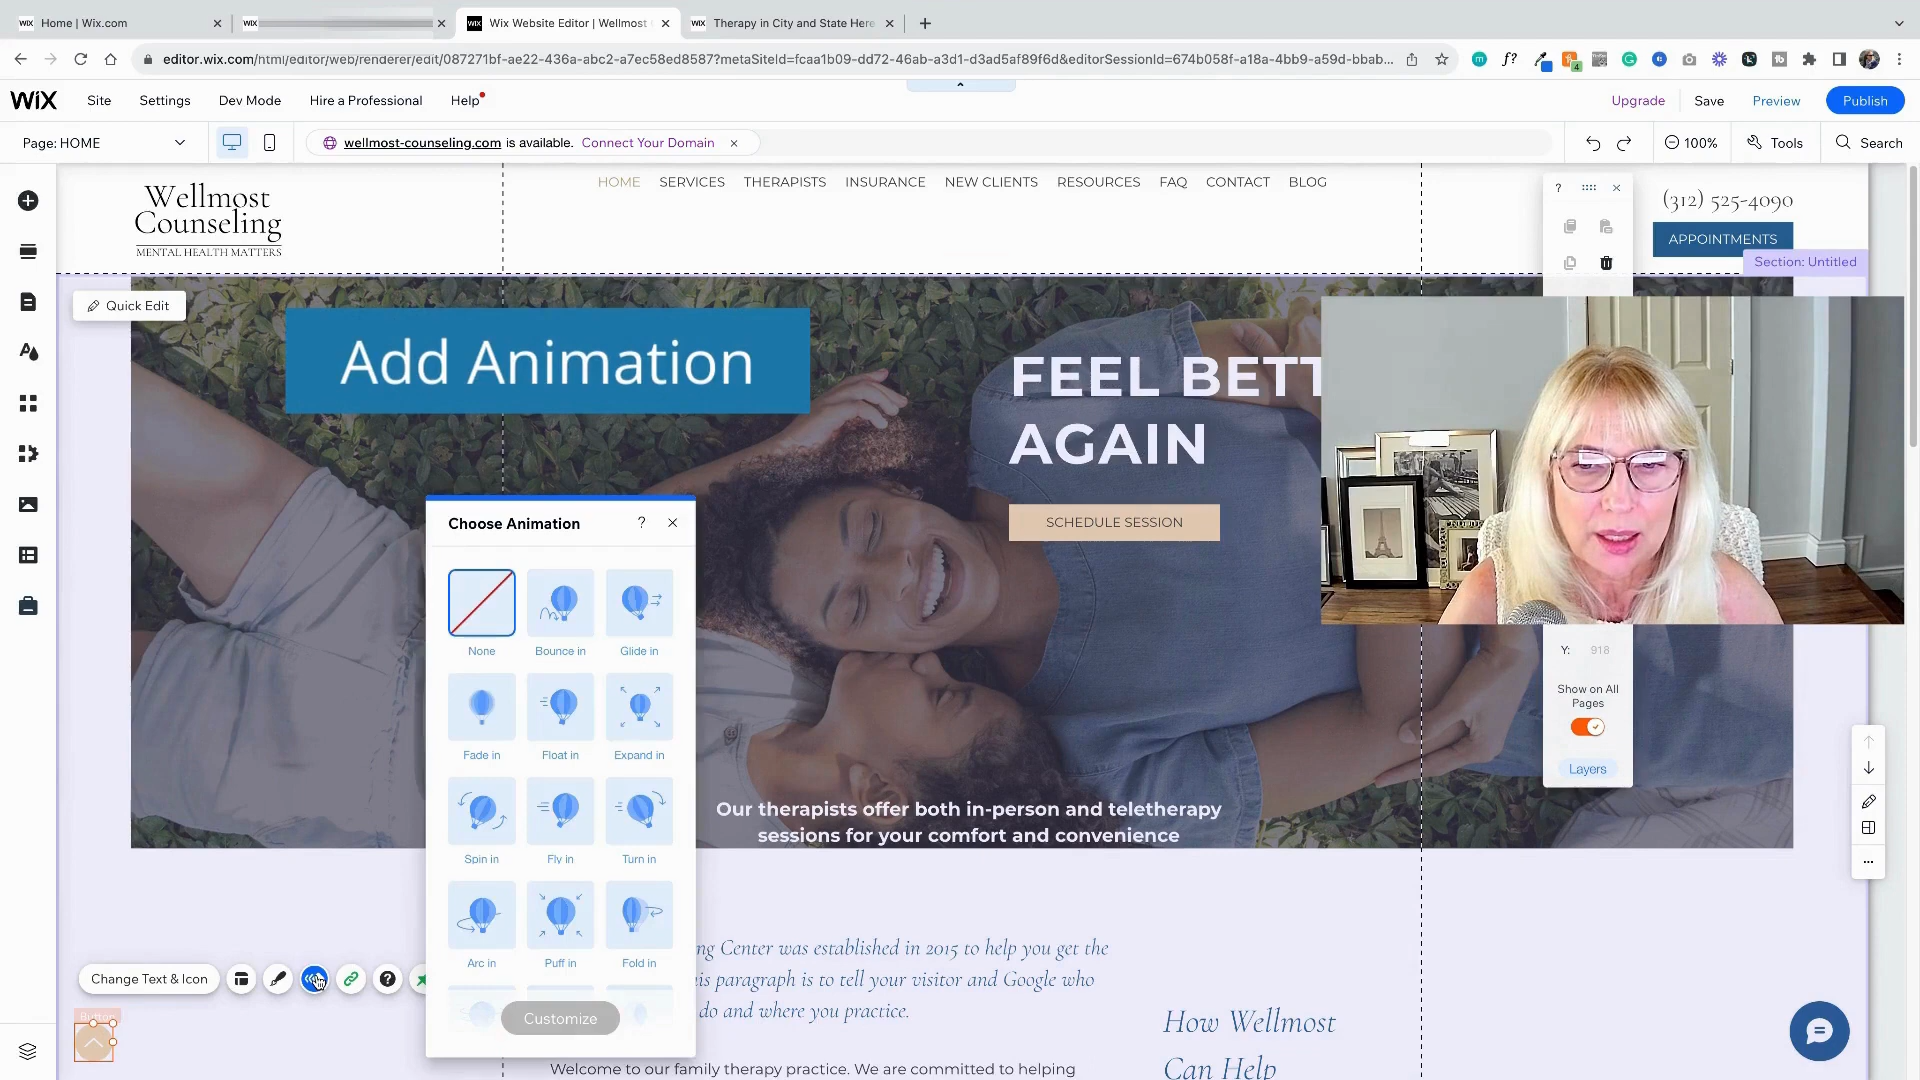 WIX Home | Wix.com
WIX
WIX Wix Website Editor | Wellmost
WIX Therapy in City and State Here
editor.wix.com/html/editor/web/renderer/edit/087271bf-ae22-436a-abc2-a7ec58ed8587?metaSiteId=fcaa1b09-dd72-46ab-a3d1-d3ad5af89f6d&editorSessionId=674b058f-a18a-4bb9-a59d-bbab...
WIX Site Settings Dev Mode Hire a Professional Help
Upgrade Save Preview Publish
Page: HOME
wellmost-counseling.com is available. Connect Your Domain
100% Tools Search
Wellmost
Counseling
MENTAL HEALTH MATTERS
HOME SERVICES THERAPISTS INSURANCE NEW CLIENTS RESOURCES FAQ CONTACT BLOG
?
(312) 525-4090
APPOINTMENTS
Section: Untitled
Quick Edit
Add Animation
FEEL BETT
AGAIN
SCHEDULE SESSION
Choose Animation ?
None Bounce in Glide in
Fade in Float in Expand in
Spin in Fly in Turn in
Arc in Puff in Fold in
Customize
Y: 918
Show on All
Pages
Layers
Our therapists offer both in-person and teletherapy
sessions for your comfort and convenience
ng Center was established in 2015 to help you get the
is paragraph is to tell your visitor and Google who
do and where you practice.
How Wellmost
Can Help
Welcome to our family therapy practice. We are committed to helping
Change Text & Icon
Button